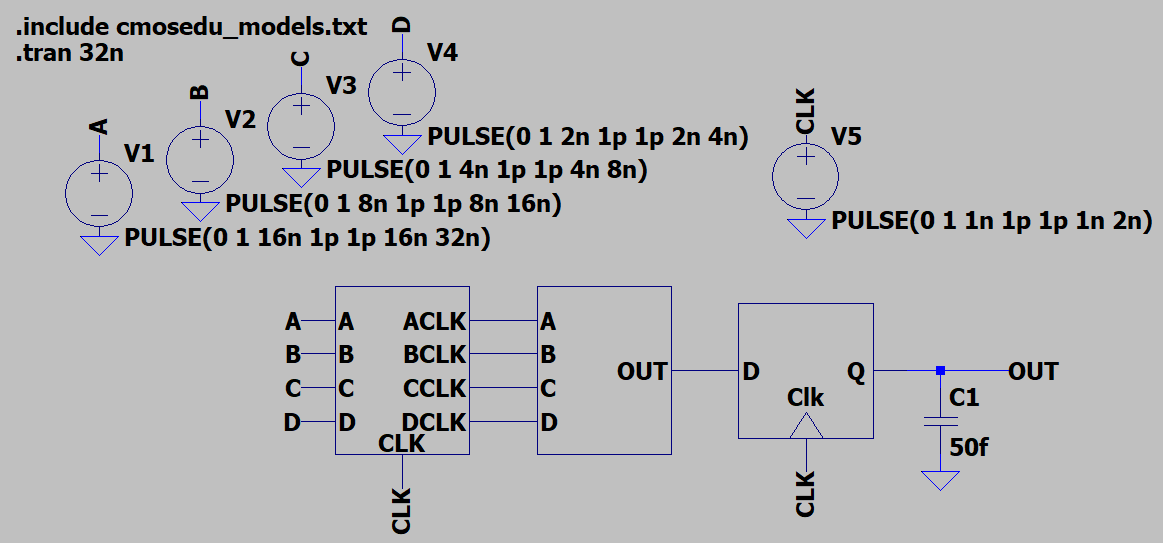 .include cmosedu_models.txt
.tran 32n
A
V1
PULSE(0 1 16n 1p 1p 16n 32n)
B
V2
PULSE(0 1 8n 1p 1p 8n 16n)
C
V3
PULSE(0 1 4n 1p 1p 4n 8n)
D
V4
PULSE(0 1 2n 1p 1p 2n 4n)
CLK
V5
PULSE(0 1 1n 1p 1p 1n 2n)
A A ACLK A
B B BCLK B OUT D Q OUT
C C CCLK C Clk C1
D D DCLK D
CLK
50f
CLK
CLK